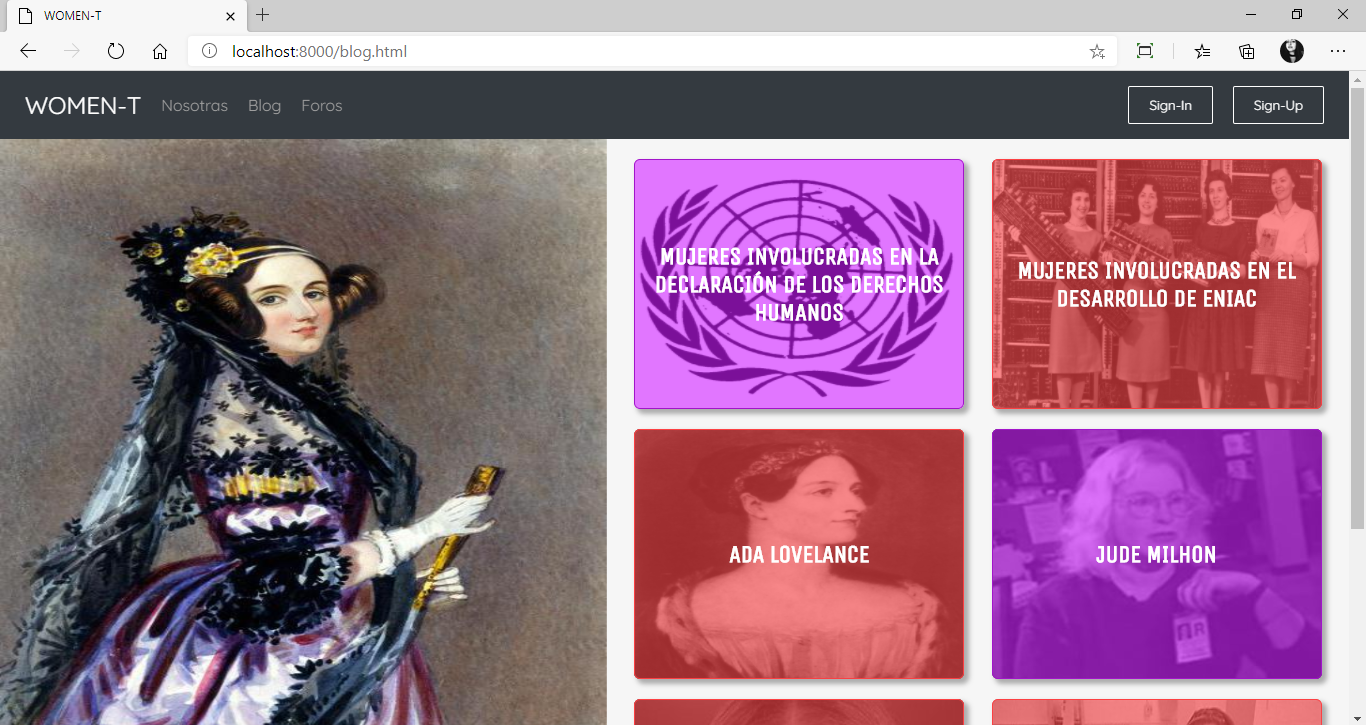 WOMEN-T
localhost:8000/blog.html
WOMEN-T Nosotras Blog Foros Sign-In Sign-Up
MUJERES INVOLUCRADAS EN LA
DECLARACIÓN DE LOS DERECHOS
HUMANOS
MUJERES INVOLUCRADAS EN EL
DESARROLLO DE ENIAC
ADA LOVELANCE
JUDE MILHON